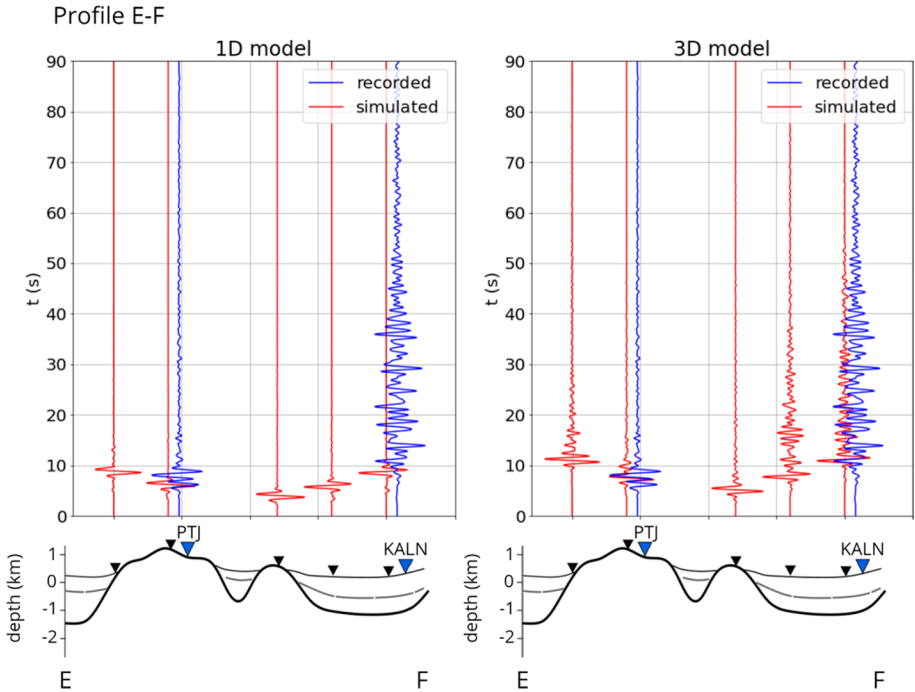 Profile E-F
1D model
90
80
70
60
50
40
30
20
10
0
t (s)
recorded
simulated
PTJ
KALN
1
0
-1
-2
depth (km)
E
F
3D model
90
80
70
60
50
40
30
20
10
0
t (s)
recorded
simulated
PTJ
KALN
1
0
-1
-2
depth (km)
E
F